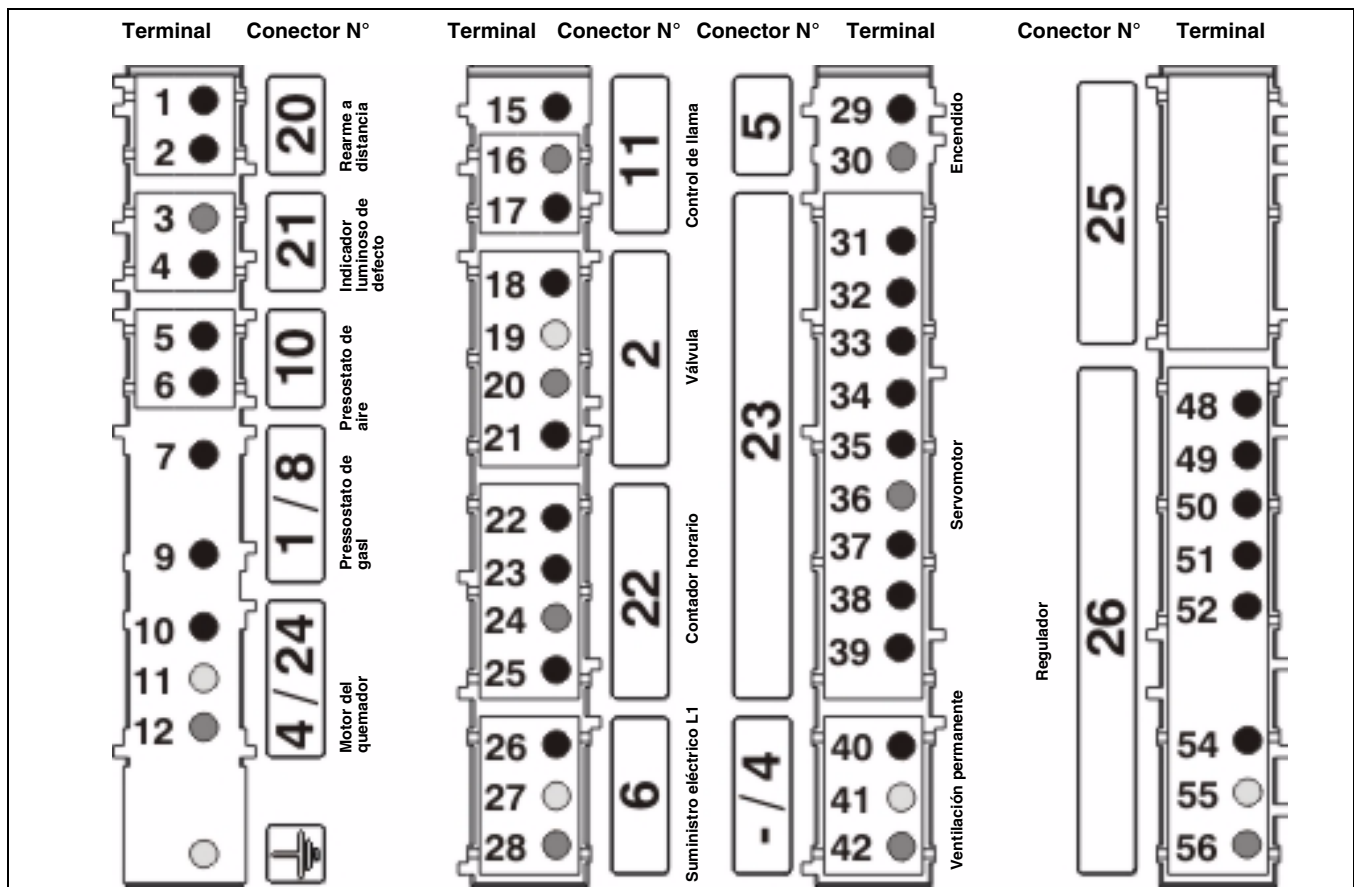 Terminal Conector N° Terminal Conector N° Conector N° Terminal Conector N° Terminal
1
2
20
Rearme a
distancia
3
4
21
Indicador
luminoso de
defecto
5
6
10
Presostato de
aire
7
9
1 / 8
Pressostato de
gasl
10
11
12
4 / 24
Motor del
quemador
15
16
17
11
Control de llama
18
19
20
21
2
Válvula
22
23
24
25
22
Contador horario
26
27
28
6
Suministro eléctrico L1
5
29
30
Encendido
23
31
32
33
34
35
36
37
38
39
Servomotor
- / 4
40
41
42
Ventilación permanente
25
Regulador
26
48
49
50
51
52
54
55
56